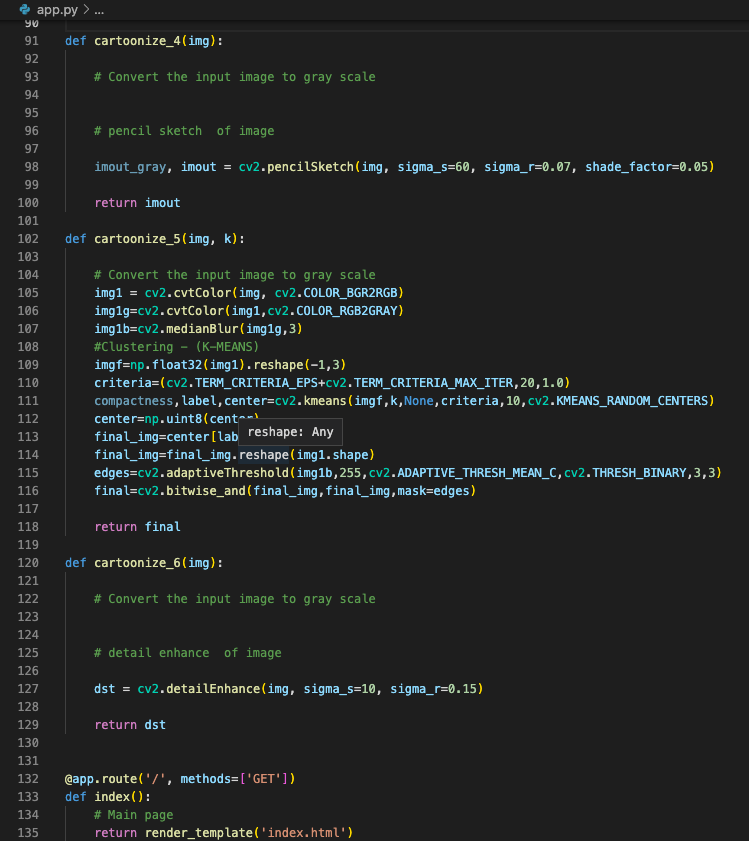 app.py > ...
90
91 def cartoonize_4(img):
92
93     # Convert the input image to gray scale
94
95
96     # pencil sketch  of image
97
98     imout_gray, imout = cv2.pencilSketch(img, sigma_s=60, sigma_r=0.07, shade_factor=0.05)
99
100     return imout
101
102 def cartoonize_5(img, k):
103
104     # Convert the input image to gray scale
105     img1 = cv2.cvtColor(img, cv2.COLOR_BGR2RGB)
106     img1g=cv2.cvtColor(img1,cv2.COLOR_RGB2GRAY)
107     img1b=cv2.medianBlur(img1g,3)
108     #Clustering - (K-MEANS)
109     imgf=np.float32(img1).reshape(-1,3)
110     criteria=(cv2.TERM_CRITERIA_EPS+cv2.TERM_CRITERIA_MAX_ITER,20,1.0)
111     compactness,label,center=cv2.kmeans(imgf,k,None,criteria,10,cv2.KMEANS_RANDOM_CENTERS)
112     center=np.uint8(center)
113     final_img=center[lab
reshape: Any
114     final_img=final_img.reshape(img1.shape)
115     edges=cv2.adaptiveThreshold(img1b,255,cv2.ADAPTIVE_THRESH_MEAN_C,cv2.THRESH_BINARY,3,3)
116     final=cv2.bitwise_and(final_img,final_img,mask=edges)
117
118     return final
119
120 def cartoonize_6(img):
121
122     # Convert the input image to gray scale
123
124
125     # detail enhance  of image
126
127     dst = cv2.detailEnhance(img, sigma_s=10, sigma_r=0.15)
128
129     return dst
130
131
132 @app.route('/', methods=['GET'])
133 def index():
134     # Main page
135     return render_template('index.html')